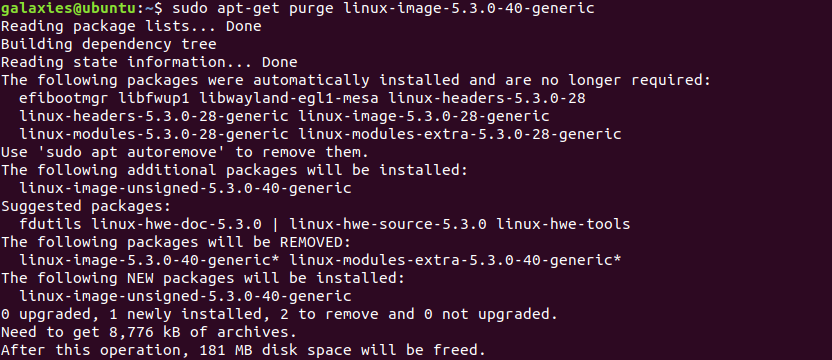 galaxies@ubuntu:~$ sudo apt-get purge linux-image-5.3.0-40-generic
Reading package lists... Done
Building dependency tree
Reading state information... Done
The following packages were automatically installed and are no longer required:
  efibootmgr libfwup1 libwayland-egl1-mesa linux-headers-5.3.0-28
  linux-headers-5.3.0-28-generic linux-image-5.3.0-28-generic
  linux-modules-5.3.0-28-generic linux-modules-extra-5.3.0-28-generic
Use 'sudo apt autoremove' to remove them.
The following additional packages will be installed:
  linux-image-unsigned-5.3.0-40-generic
Suggested packages:
  fdutils linux-hwe-doc-5.3.0 | linux-hwe-source-5.3.0 linux-hwe-tools
The following packages will be REMOVED:
  linux-image-5.3.0-40-generic* linux-modules-extra-5.3.0-40-generic*
The following NEW packages will be installed:
  linux-image-unsigned-5.3.0-40-generic
0 upgraded, 1 newly installed, 2 to remove and 0 not upgraded.
Need to get 8,776 kB of archives.
After this operation, 181 MB disk space will be freed.